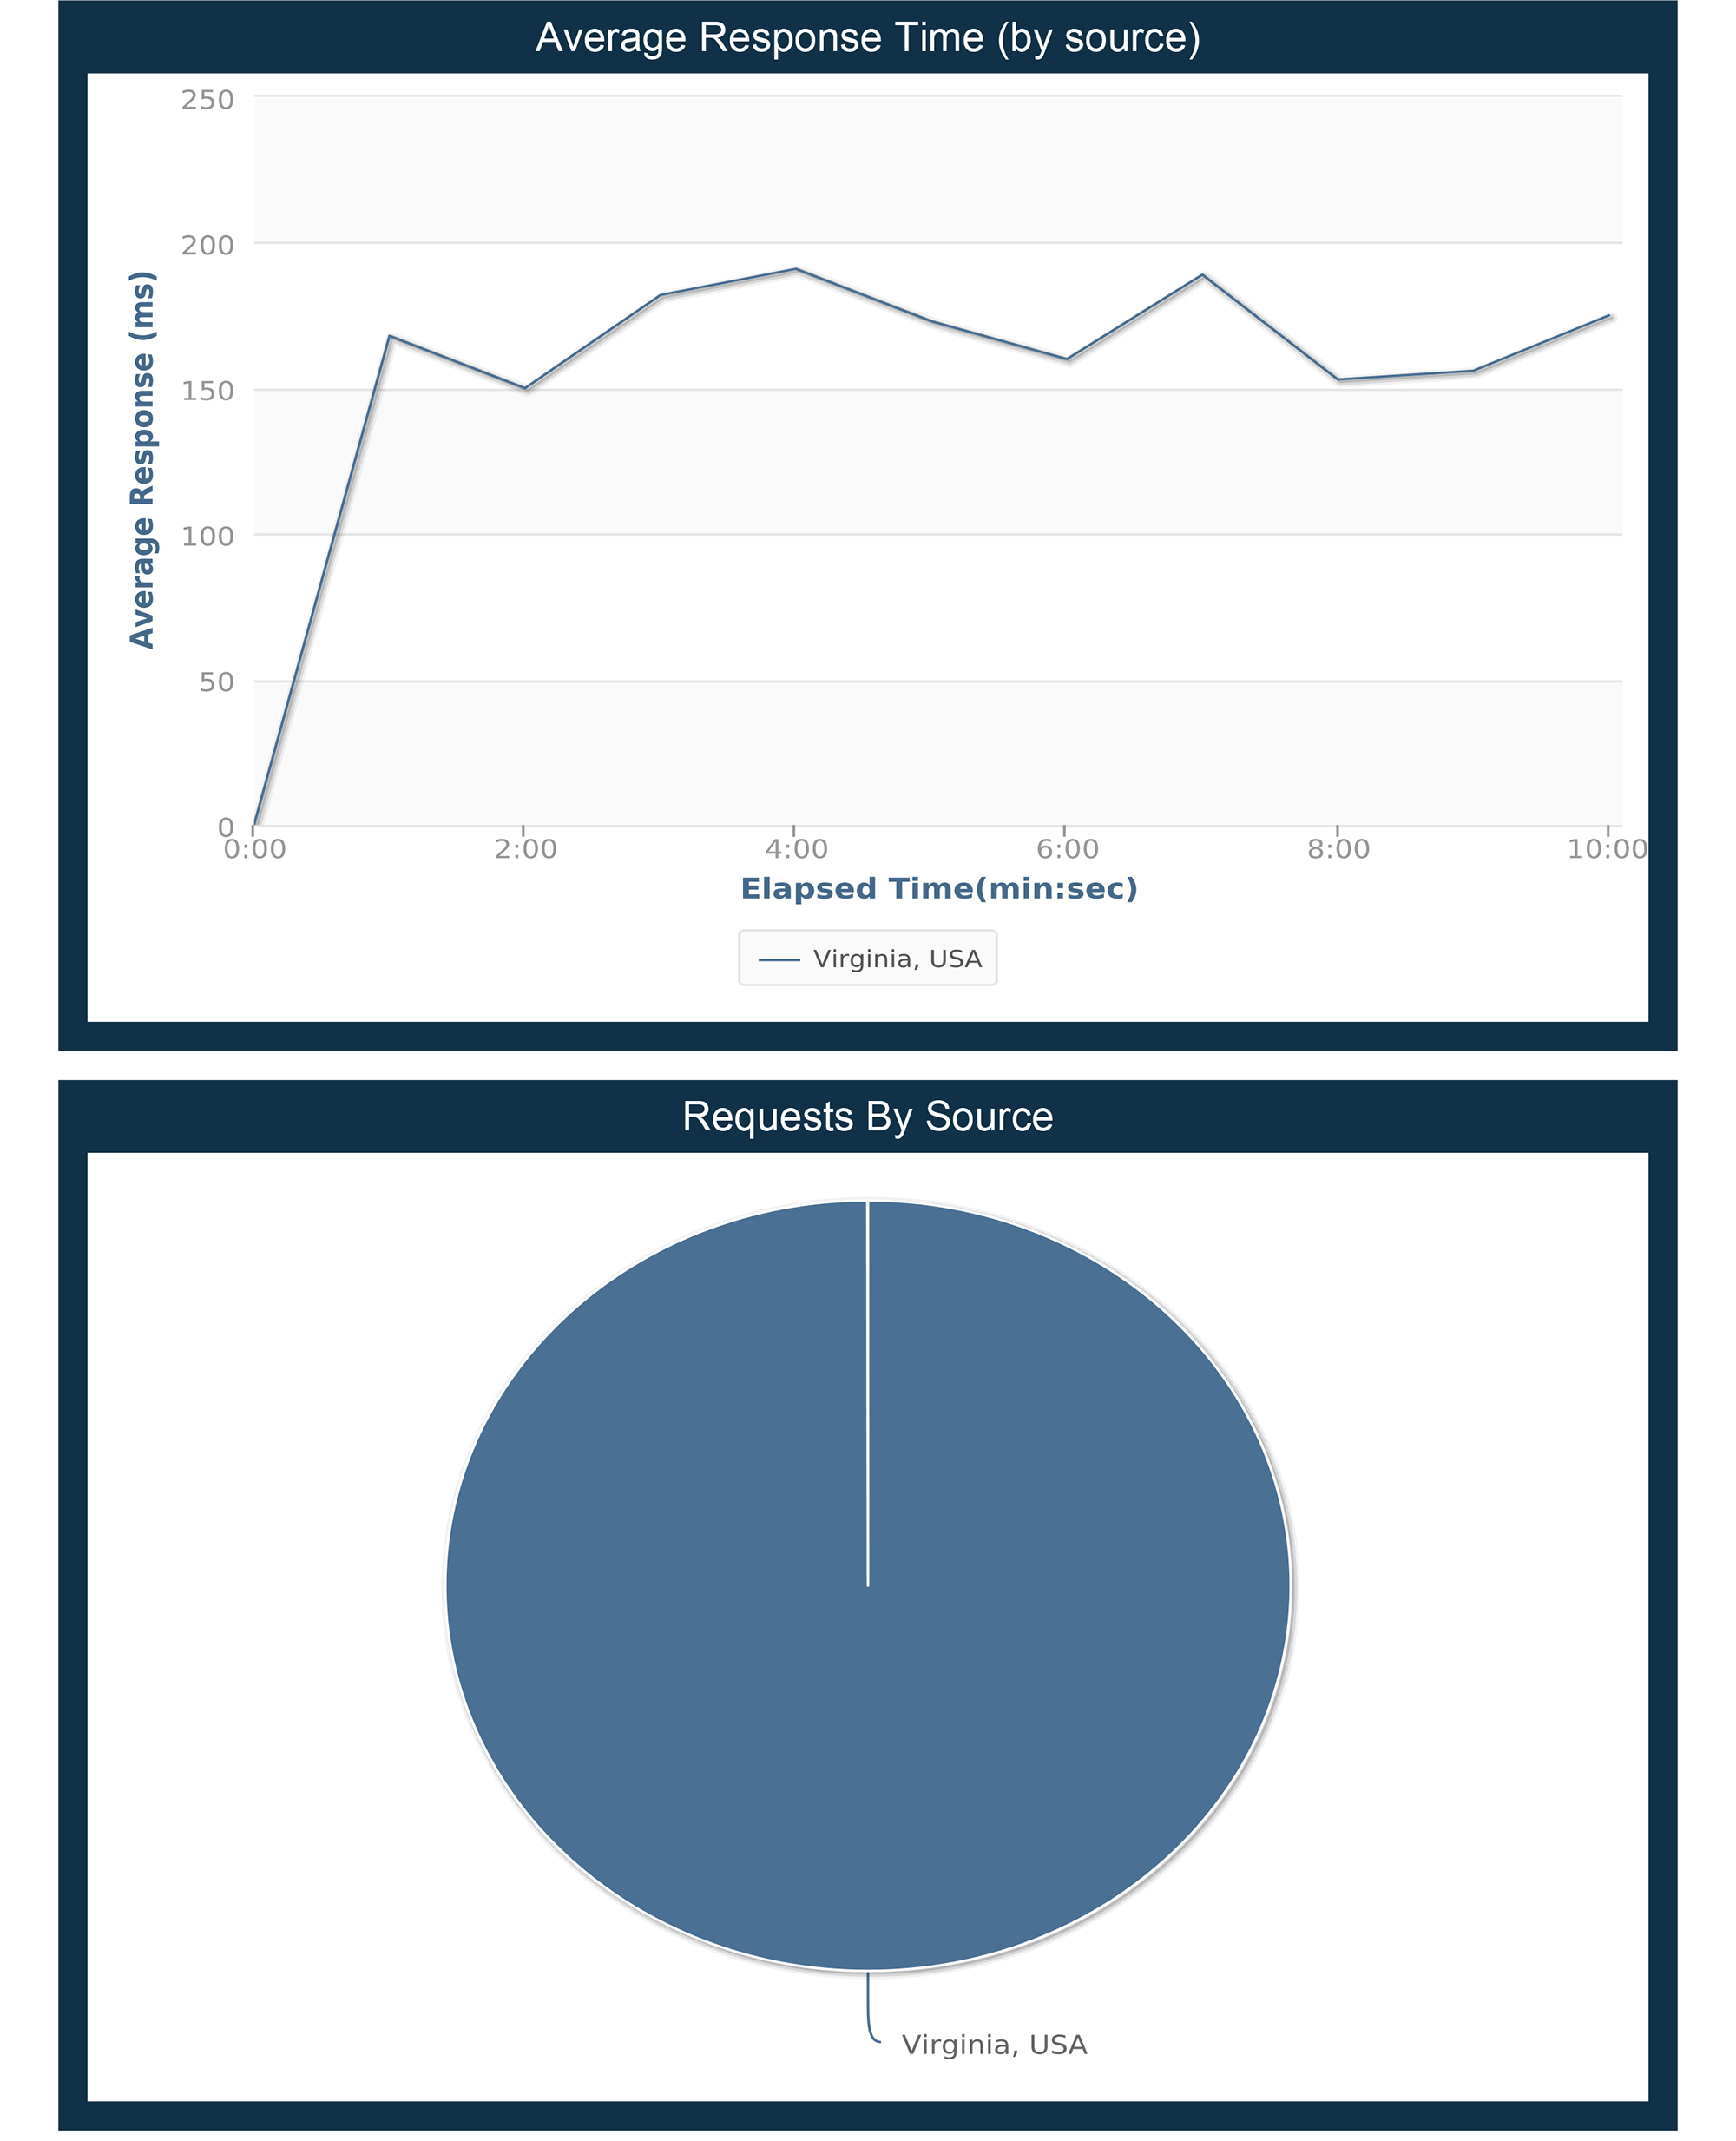 Average Response Time (by source)
250
200
150
100
50
0
Average Response (ms)
0:00 2:00 4:00 6:00 8:00 10:00
Elapsed Time(min:sec)
Virginia, USA
Requests By Source
Virginia, USA